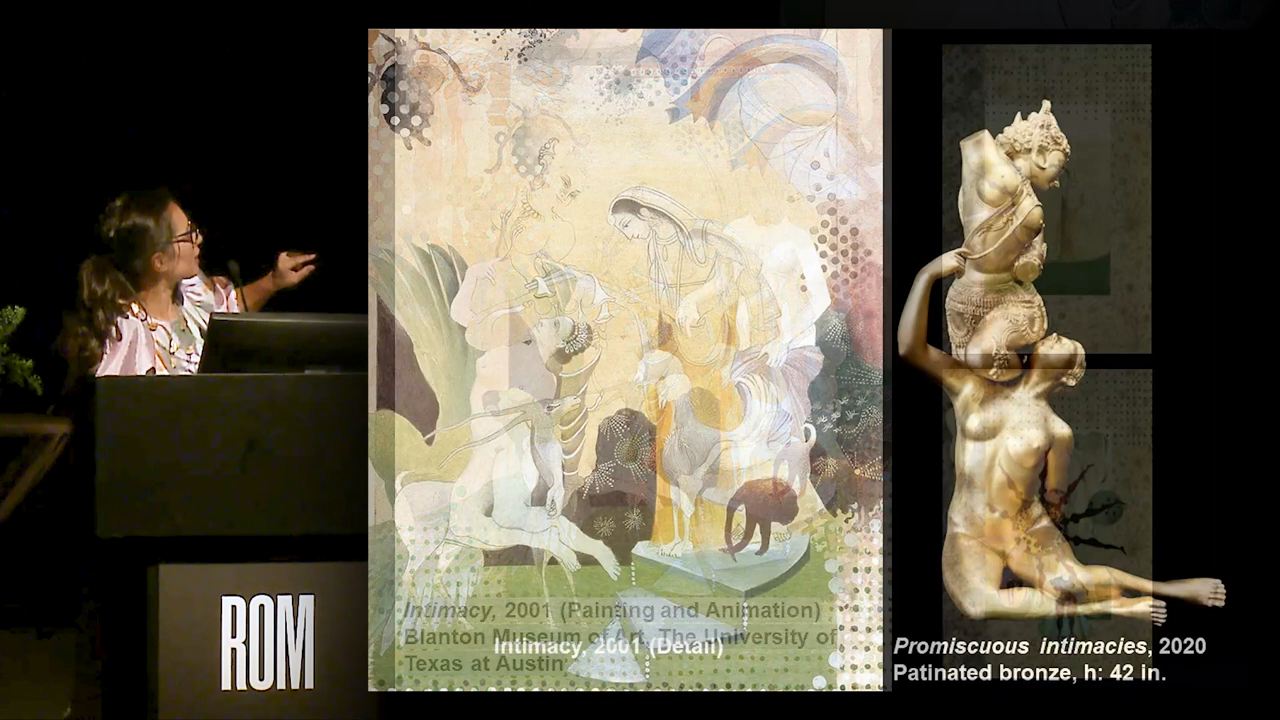 ROM
Intimacy, 2001 (Painting and Animation)
Blanton Museum of Art, The University of
Texas at Austin
Intimacy, 2001 (Detail)
Promiscuous intimacies, 2020
Patinated bronze, h: 42 in.